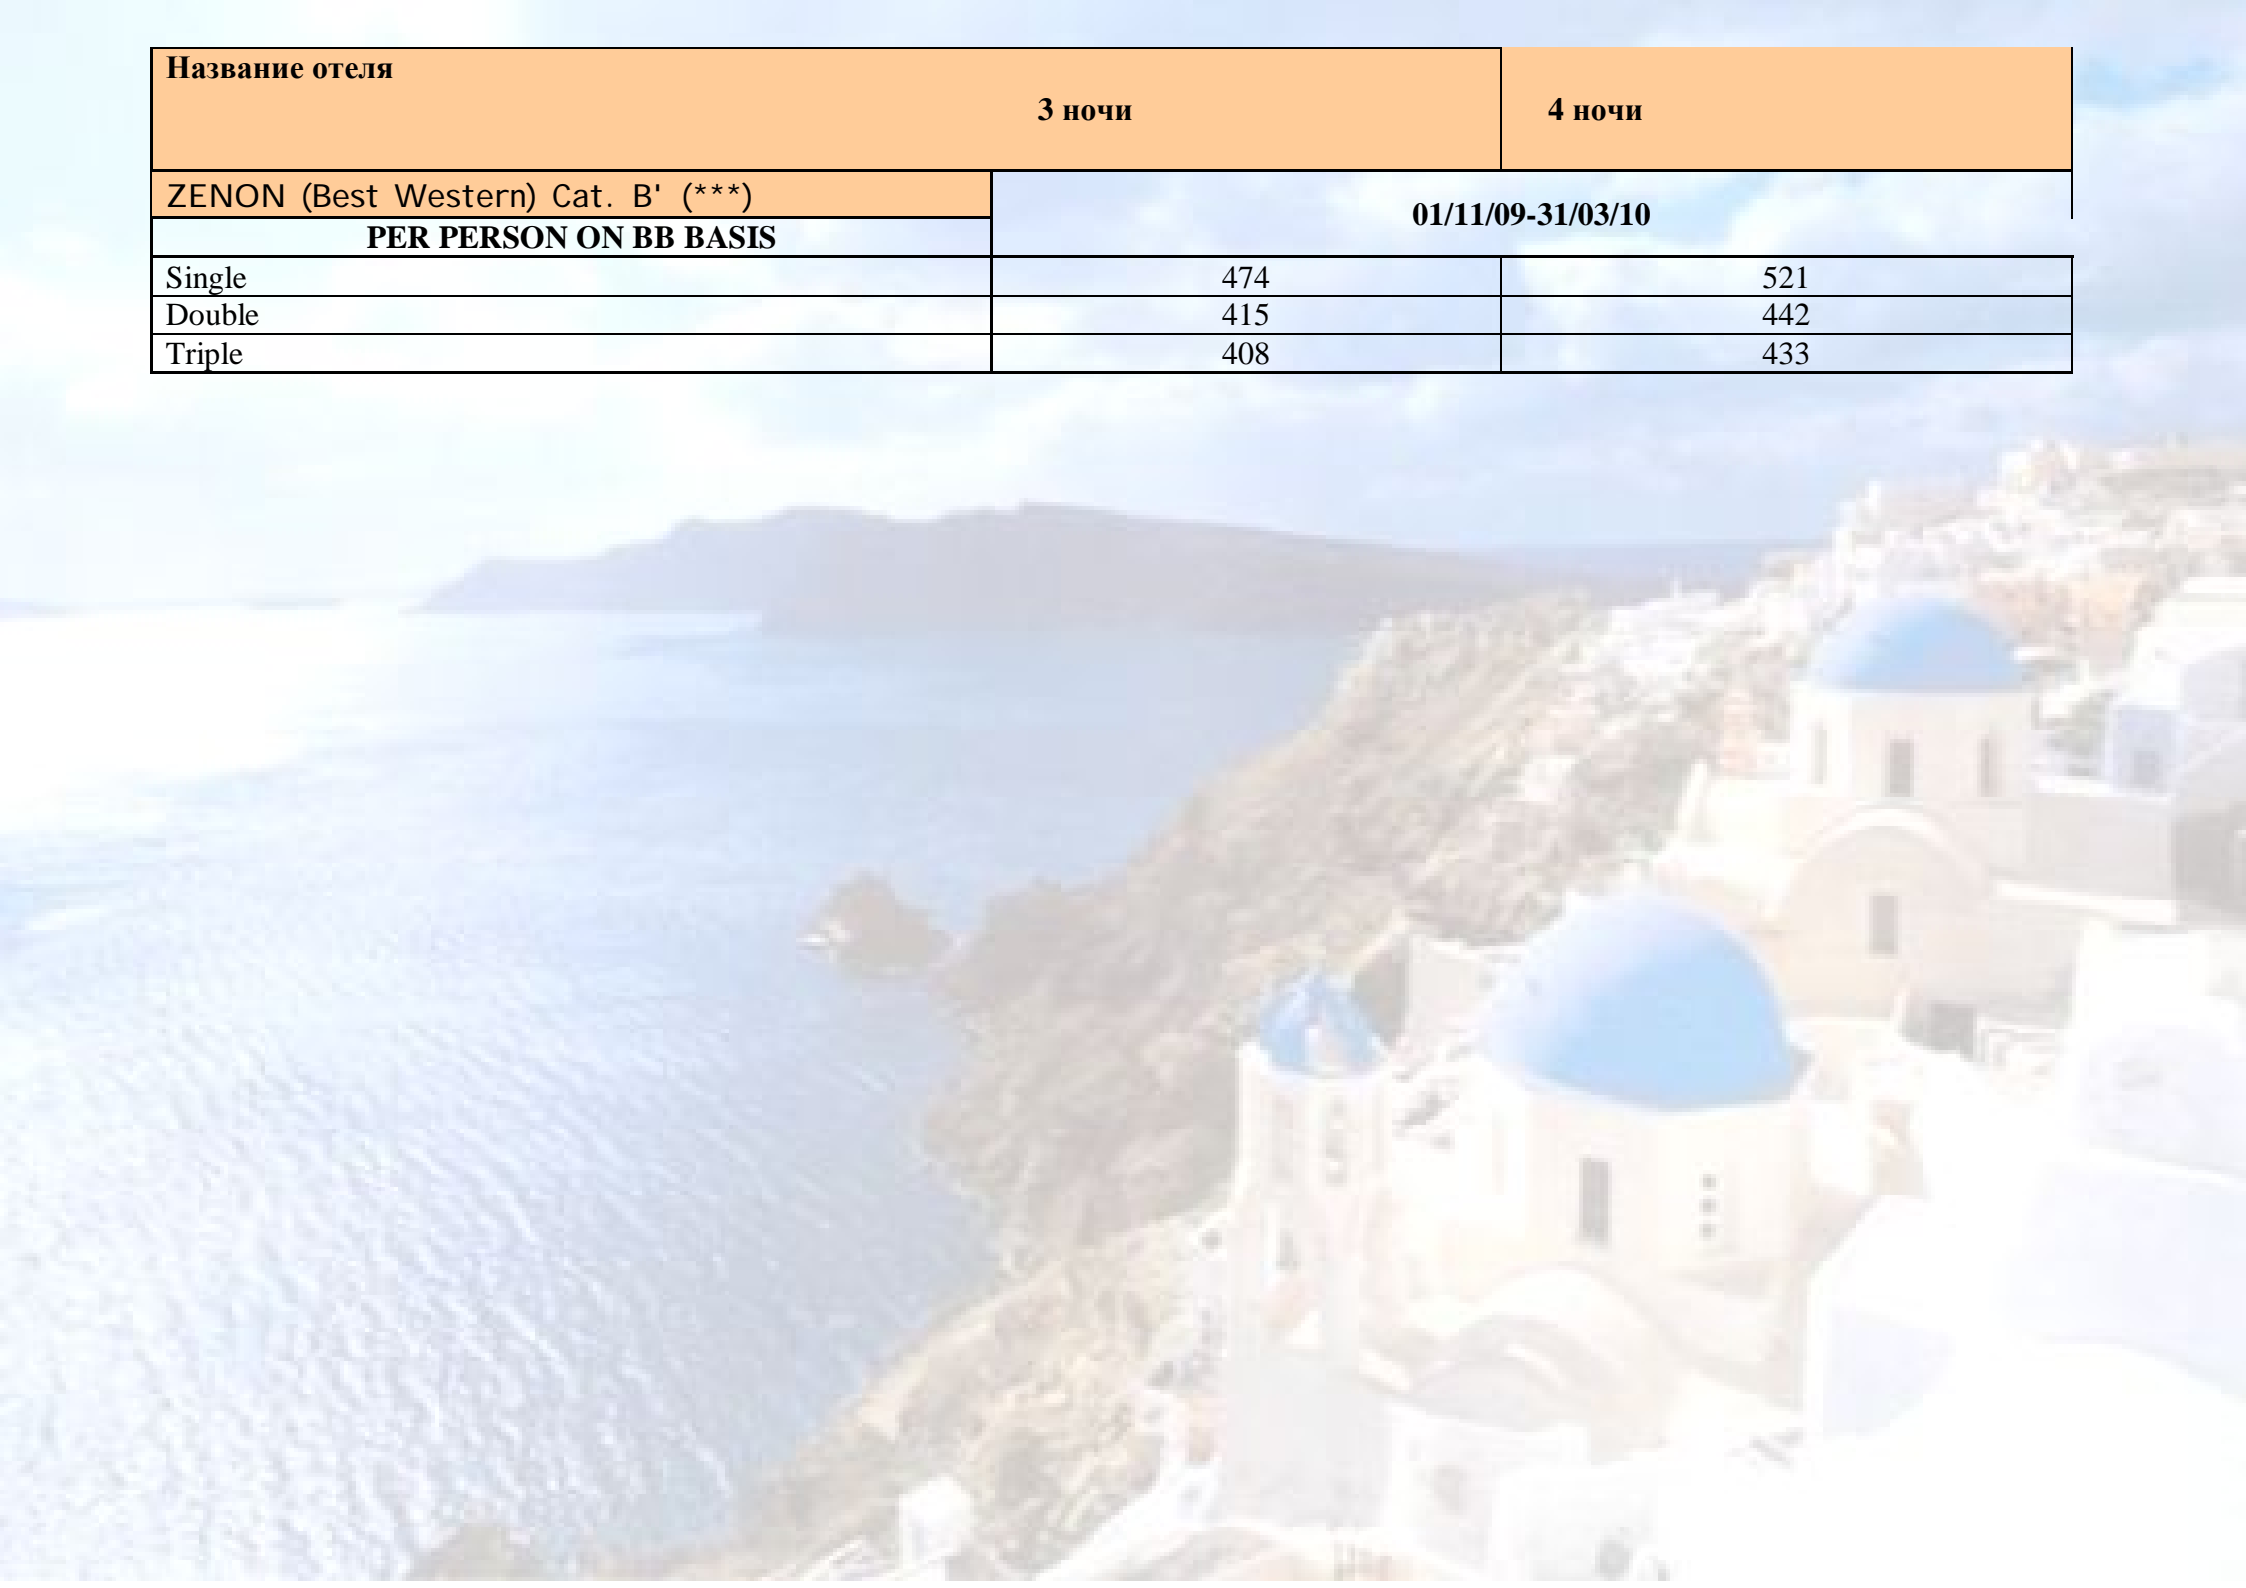 Название отеля
3 ночи 4 ночи
ZENON (Best Western) Cat. B' (***)
01/11/09-31/03/10
PER PERSON ON BB BASIS
Single 474 521
Double 415 442
Triple 408 433